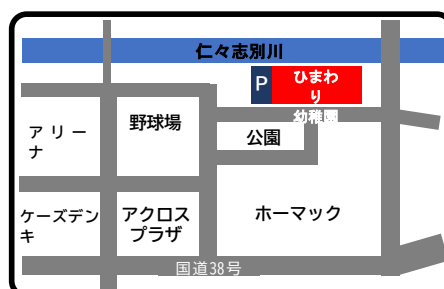 仁々志別川
P
ひまわ
り
幼稚園
野球場
公園
アリー
ナ
ケーズデン
キ
アクロス
プラザ
ホーマック
国道38号